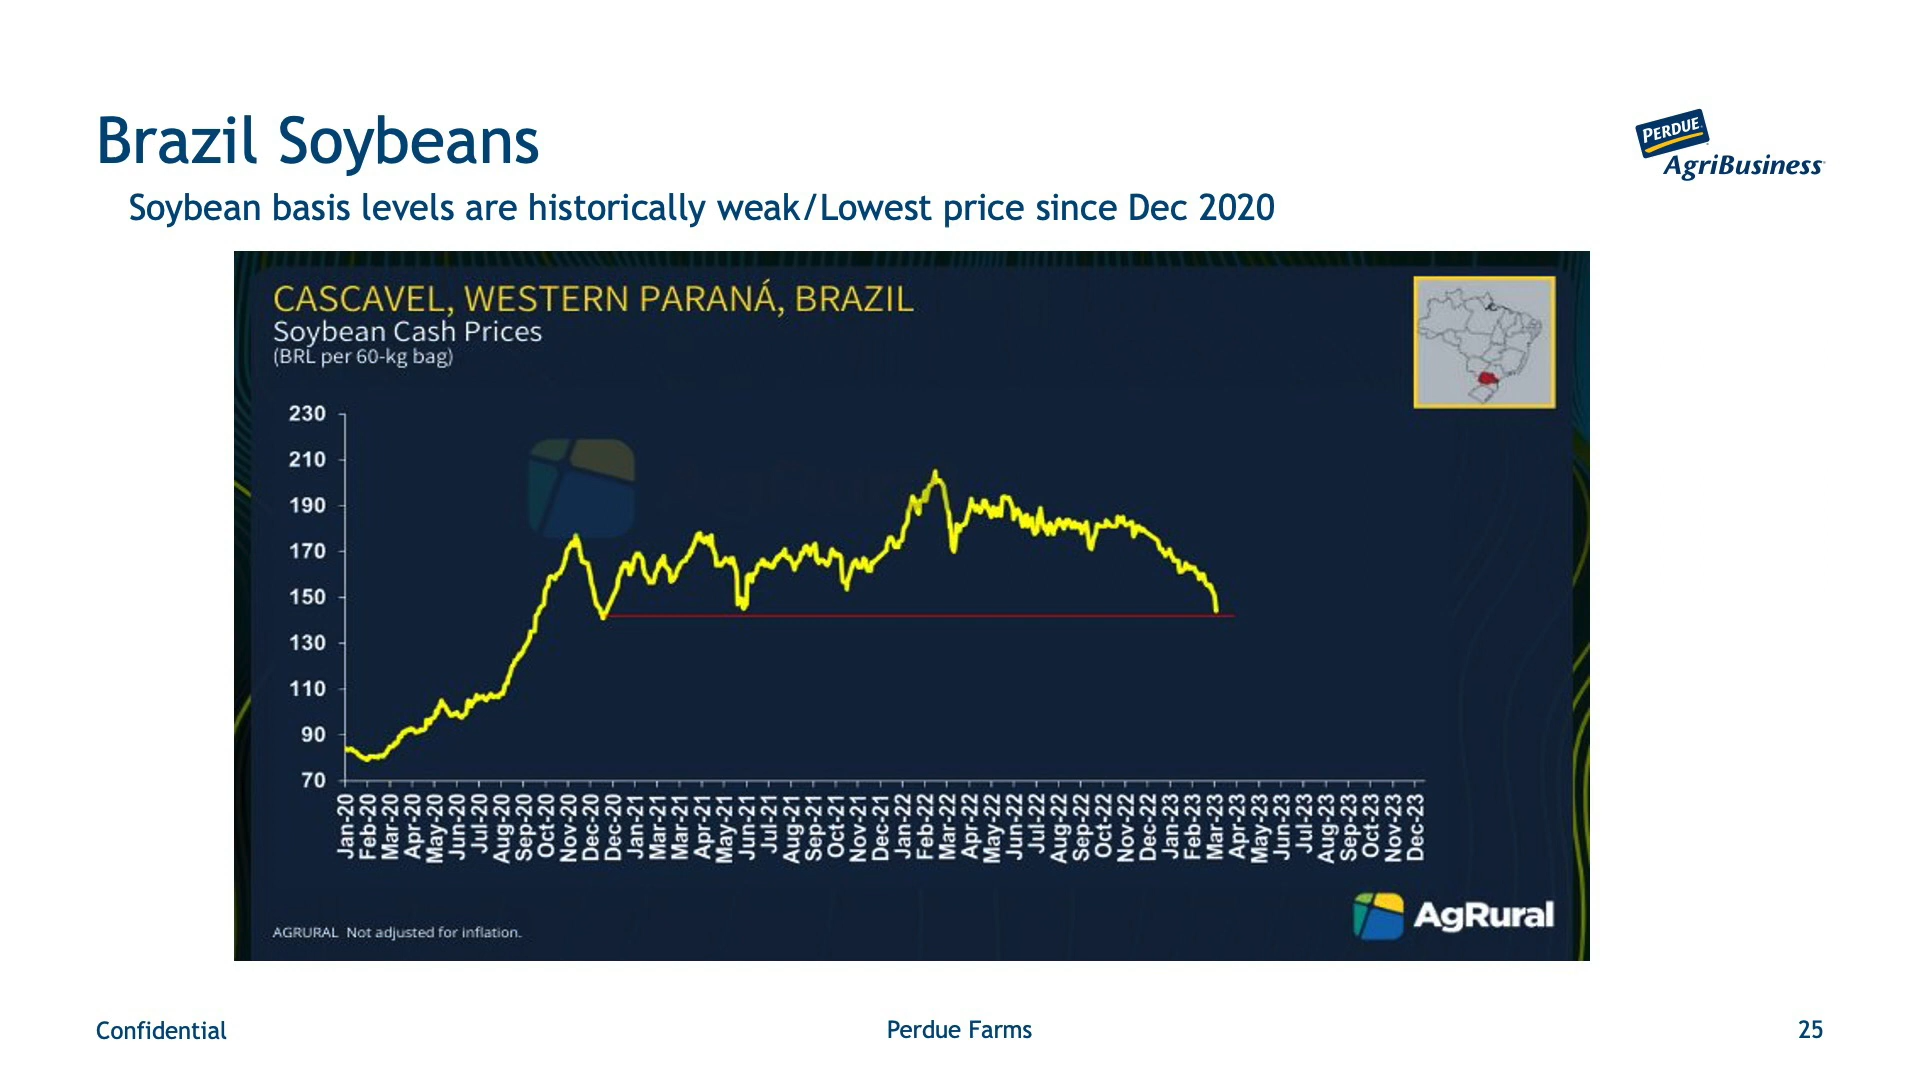 Brazil Soybeans
PERDUE
AgriBusiness
Soybean basis levels are historically weak/Lowest price since Dec 2020
CASCAVEL, WESTERN PARANÁ, BRAZIL
Soybean Cash Prices
(BRL per 60-kg bag)
230
210
190
170
150
130
110
90
70
Jan-20
Feb-20
Mar-20
Apr-20
May-20
Jun-20
Jul-20
Aug-20
Sep-20
Oct-20
Nov-20
Dec-20
Dec-20
Jan-21
Mar-21
Mar-21
Apr-21
May-21
Jun-21
Jul-21
Aug-21
Sep-21
Oct-21
Nov-21
Dec-21
Jan-22
Feb-22
Mar-22
Apr-22
May-22
Jun-22
Jul-22
Aug-22
Sep-22
Oct-22
Nov-22
Dec-22
Jan-23
Feb-23
Mar-23
Apr-23
May-23
Jun-23
Jul-23
Aug-23
Sep-23
Oct-23
Nov-23
Dec-23
AgRural
AGRURAL Not adjusted for inflation.
Confidential
Perdue Farms
25